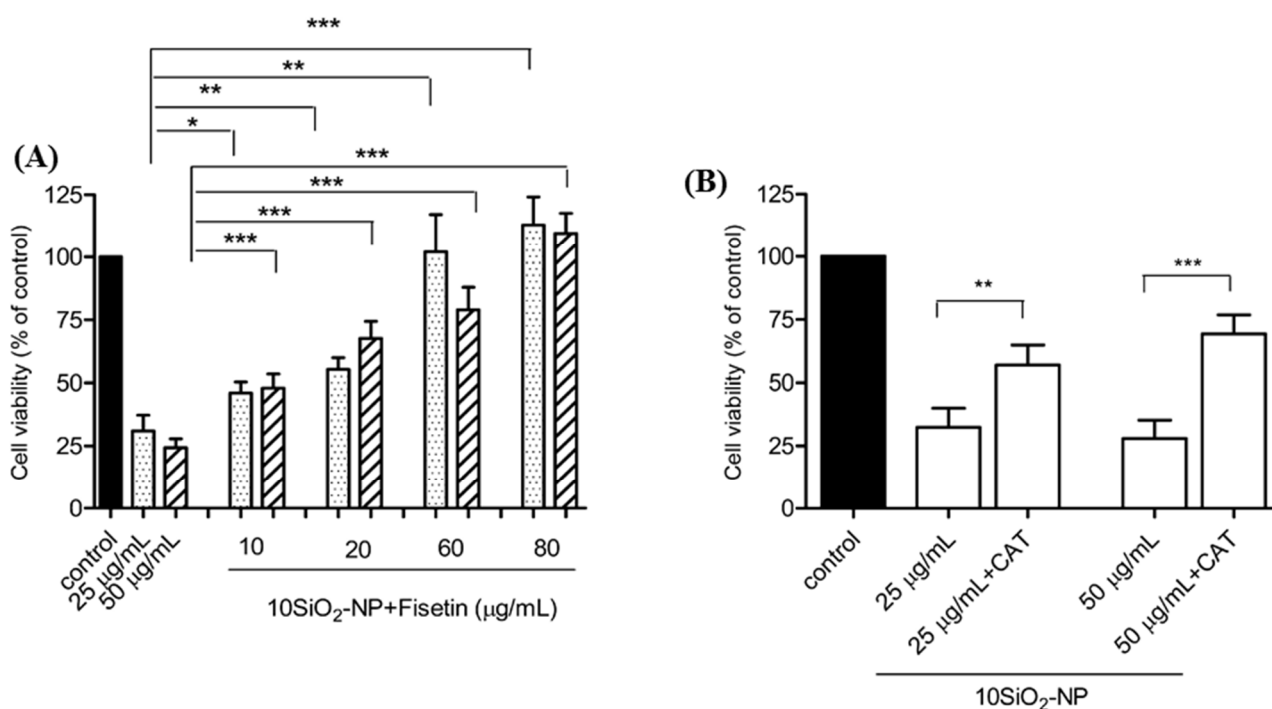 (A)
***
**
**
*
***
***
***
***
Cell viability (% of control)
125
100
75
50
25
0
control
25 μg/mL
50 μg/mL
10 20 60 80
10SiO₂-NP+Fisetin (μg/mL)
(B)
**
***
Cell viability (% of control)
125
100
75
50
25
0
control
25 μg/mL
25 μg/mL+CAT
50 μg/mL
50 μg/mL+CAT
10SiO₂-NP